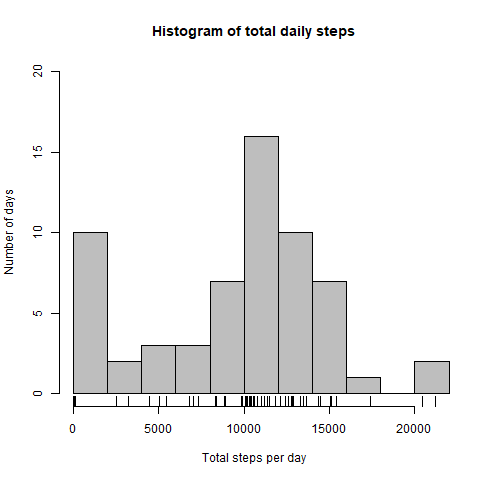 Histogram of total daily steps
Number of days
20
15
10
5
0
0 5000 10000 15000 20000
Total steps per day